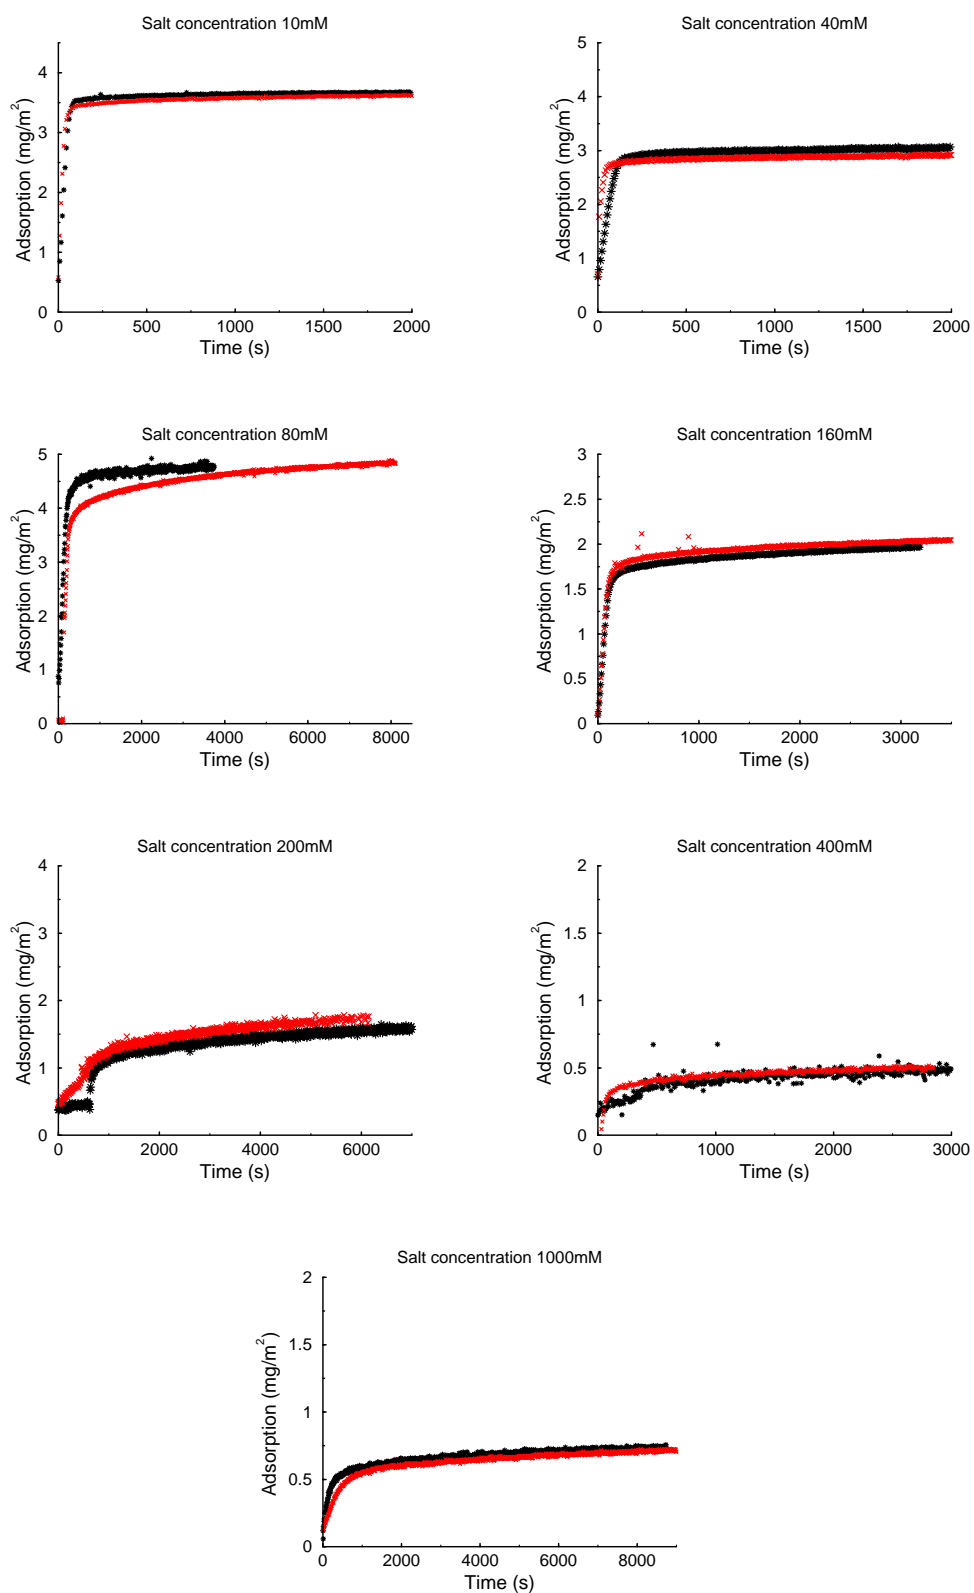 Salt concentration 10mM
Adsorption (mg/m²)
4
3
2
1
0
0 500 1000 1500 2000
Time (s)
Salt concentration 40mM
Adsorption (mg/m²)
5
4
3
2
1
0
0 500 1000 1500 2000
Time (s)
Salt concentration 80mM
Adsorption (mg/m²)
5
4
3
2
1
0
0 2000 4000 6000 8000
Time (s)
Salt concentration 160mM
Adsorption (mg/m²)
3
2.5
2
1.5
1
0.5
0
0 1000 2000 3000
Time (s)
Salt concentration 200mM
Adsorption (mg/m²)
4
3
2
1
0
0 2000 4000 6000
Time (s)
Salt concentration 400mM
Adsorption (mg/m²)
2
1.5
1
0.5
0
0 1000 2000 3000
Time (s)
Salt concentration 1000mM
Adsorption (mg/m²)
2
1.5
1
0.5
0
0 2000 4000 6000 8000
Time (s)